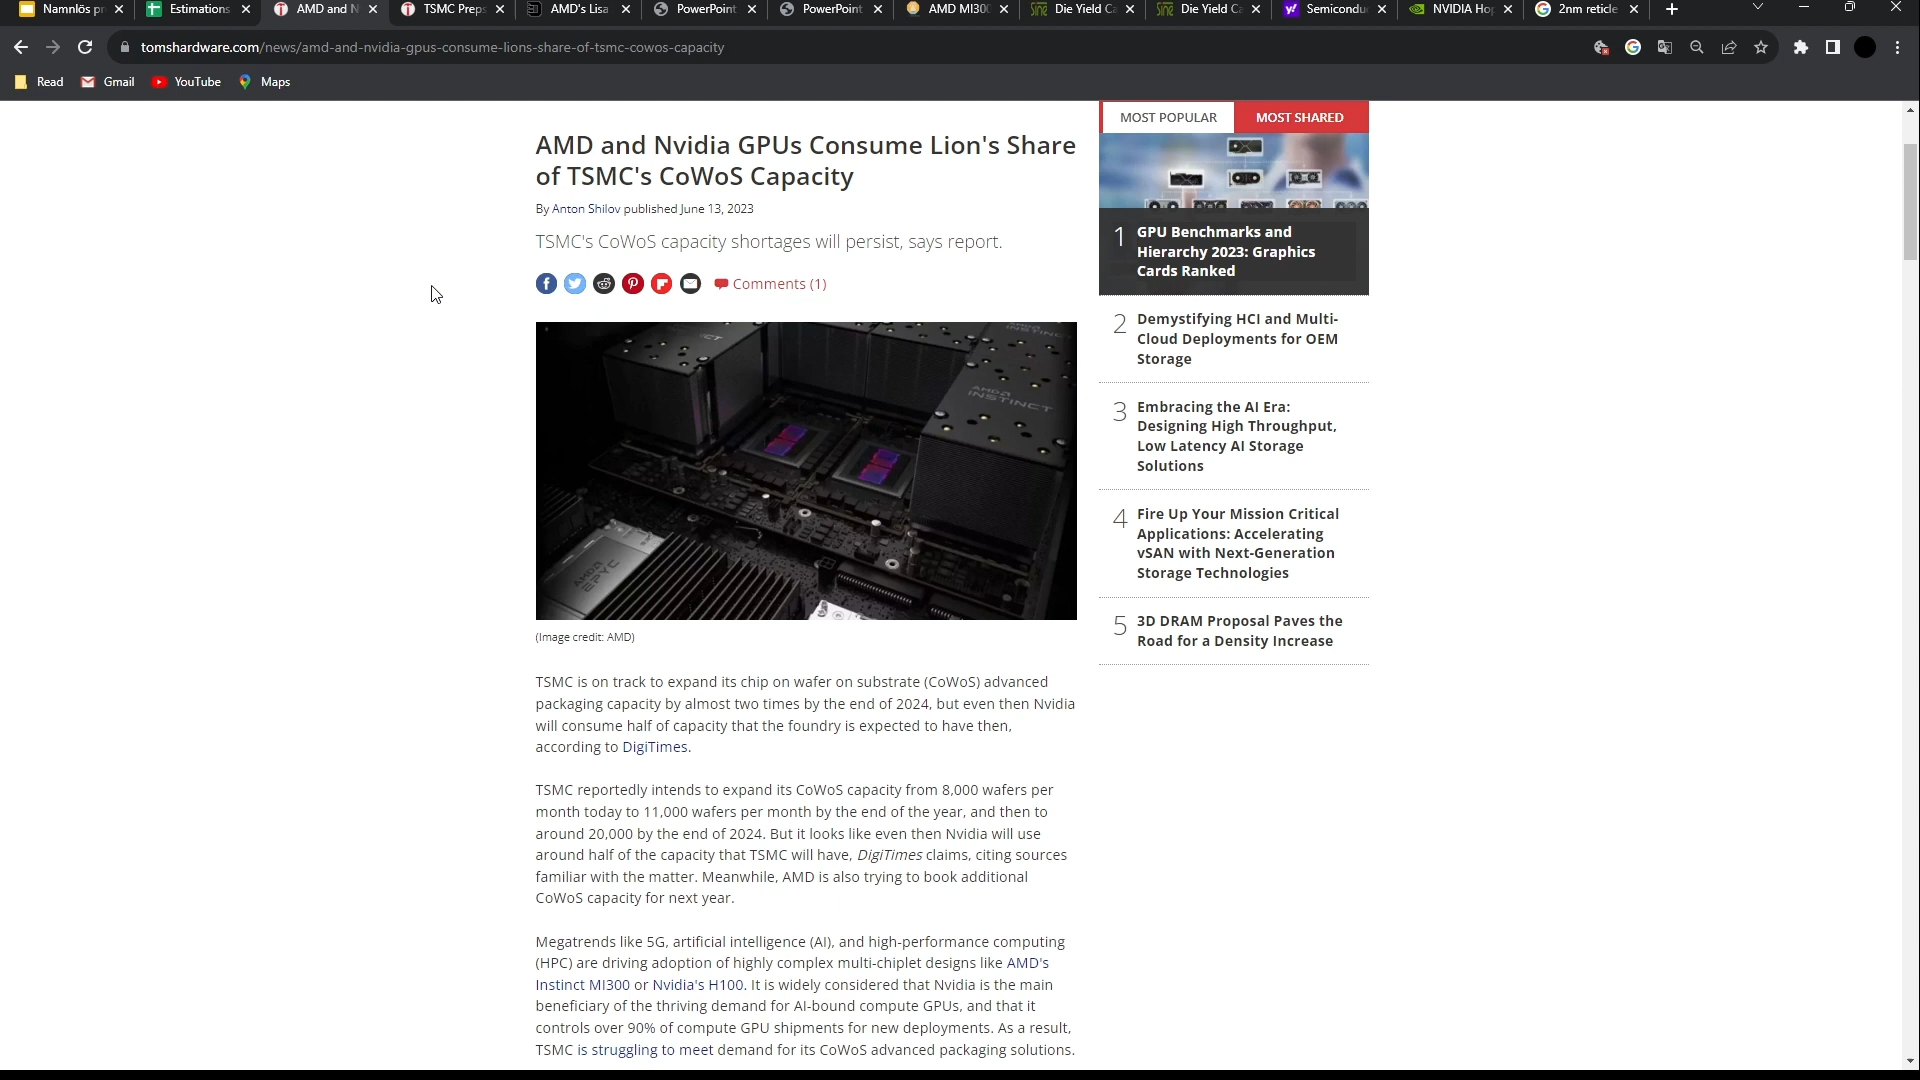 Namnlös pr
Estimations
AMD and N
TSMC Preps
AMD's Lisa
PowerPoint
PowerPoint
AMD MI300
Die Yield Ca
Die Yield Ca
Semicondu
NVIDIA Hop
2nm reticle
tomshardware.com/news/amd-and-nvidia-gpus-consume-lions-share-of-tsmc-cowos-capacity
Read
Gmail
YouTube
Maps
AMD and Nvidia GPUs Consume Lion's Share
of TSMC's CoWoS Capacity
By Anton Shilov published June 13, 2023
TSMC's CoWoS capacity shortages will persist, says report.
Comments (1)
AMD
INSTINCT
AMD
EPYC
(Image credit: AMD)
TSMC is on track to expand its chip on wafer on substrate (CoWoS) advanced
packaging capacity by almost two times by the end of 2024, but even then Nvidia
will consume half of capacity that the foundry is expected to have then,
according to DigiTimes.
TSMC reportedly intends to expand its CoWoS capacity from 8,000 wafers per
month today to 11,000 wafers per month by the end of the year, and then to
around 20,000 by the end of 2024. But it looks like even then Nvidia will use
around half of the capacity that TSMC will have, DigiTimes claims, citing sources
familiar with the matter. Meanwhile, AMD is also trying to book additional
CoWoS capacity for next year.
Megatrends like 5G, artificial intelligence (AI), and high-performance computing
(HPC) are driving adoption of highly complex multi-chiplet designs like AMD's
Instinct MI300 or Nvidia's H100. It is widely considered that Nvidia is the main
beneficiary of the thriving demand for AI-bound compute GPUs, and that it
controls over 90% of compute GPU shipments for new deployments. As a result,
TSMC is struggling to meet demand for its CoWoS advanced packaging solutions.
MOST POPULAR
MOST SHARED
1
GPU Benchmarks and
Hierarchy 2023: Graphics
Cards Ranked
2
Demystifying HCI and Multi-
Cloud Deployments for OEM
Storage
3
Embracing the AI Era:
Designing High Throughput,
Low Latency AI Storage
Solutions
4
Fire Up Your Mission Critical
Applications: Accelerating
vSAN with Next-Generation
Storage Technologies
5
3D DRAM Proposal Paves the
Road for a Density Increase